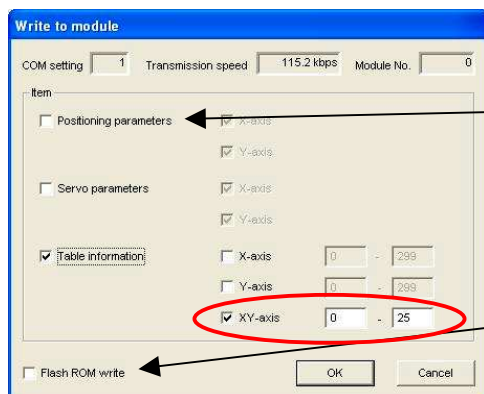 Write to module
COM setting 1 Transmission speed 115.2 kbps Module No. 0
Item
Positioning parameters X-axis
Y-axis
Servo parameters X-axis
Y-axis
Table information X-axis 0 - 299
Y-axis 0 - 299
XY-axis 0 - 25
Flash ROM write OK Cancel